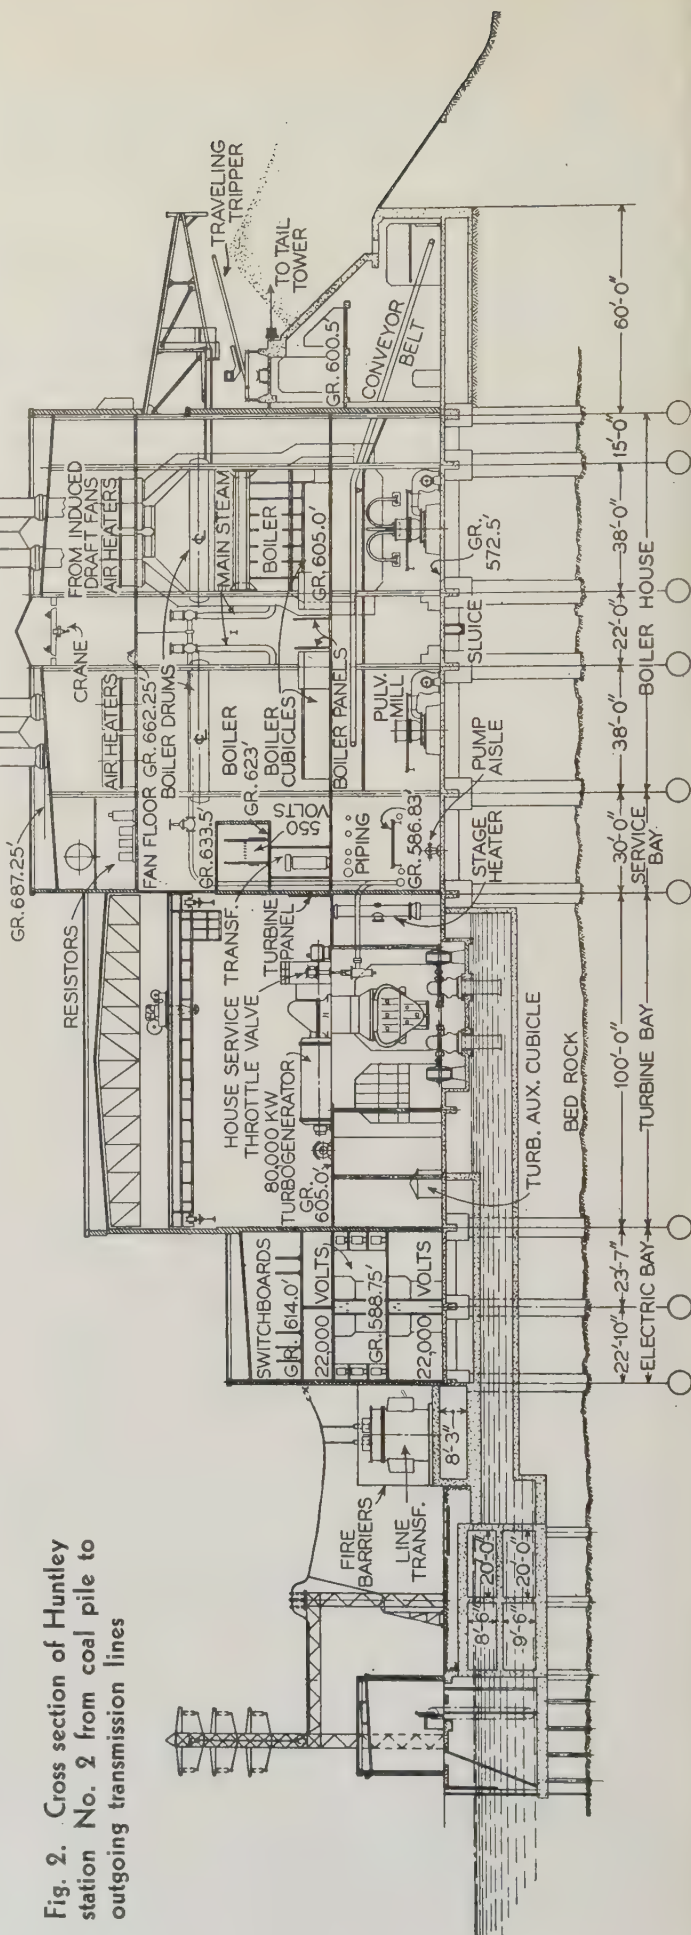 Fig. 2. Cross section of Huntley
station No. 2 from coal pile to
outgoing transmission lines
GR. 687.25'
RESISTORS
CRANE
AIR HEATERS
FROM INDUCED
DRAFT FANS
AIR HEATERS
FAN FLOOR GR. 662.25'
BOILER DRUMS
GR. 633.5'
BOILER
GR. 623'
BOILER
CUBICLES
550
VOLTS
BOILER PANELS
MAIN STEAM
BOILER
GR. 605.0'
TRAVELING
TRIPPER
TO TAIL
TOWER
GR. 600.5'
CONVEYOR
BELT
HOUSE SERVICE TRANSF.
THROTTLE VALVE
TURBINE
PANEL
80,000 KW
TURBOGENERATOR
GR.
605.0'
SWITCHBOARDS
GR. 614.0'
22,000 VOLTS
GR. 588.75'
22,000 VOLTS
PIPING
GR. 586.83'
PULV.
MILL
GR.
572.5'
SLUICE
PUMP
AISLE
STAGE
HEATER
TURB. AUX. CUBICLE
BED ROCK
FIRE
BARRIERS
LINE
TRANSF.
8'-3"
8'-6" 20'-0"
9'-6" 20'-0"
22'-10" 23'-7" 100'-0" 30'-0" 38'-0" 22'-0" 38'-0" 15'-0" 60'-0"
ELECTRIC BAY
TURBINE BAY
SERVICE
BAY
BOILER HOUSE